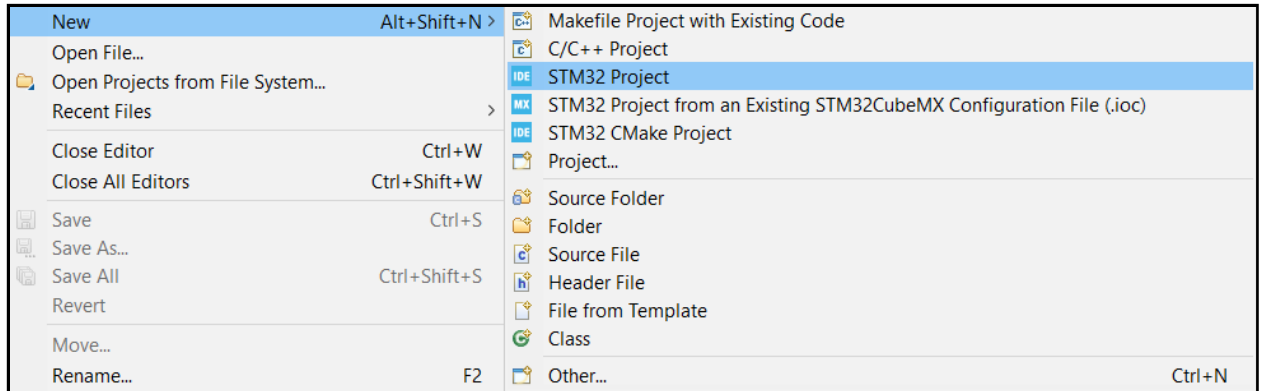 New Alt+Shift+N >
Open File...
Open Projects from File System...
Recent Files >
Close Editor Ctrl+W
Close All Editors Ctrl+Shift+W
Save Ctrl+S
Save As...
Save All Ctrl+Shift+S
Revert
Move...
Rename... F2
Makefile Project with Existing Code
C/C++ Project
IDE STM32 Project
MX STM32 Project from an Existing STM32CubeMX Configuration File (.ioc)
IDE STM32 CMake Project
Project...
Source Folder
Folder
Source File
Header File
File from Template
Class
Other... Ctrl+N